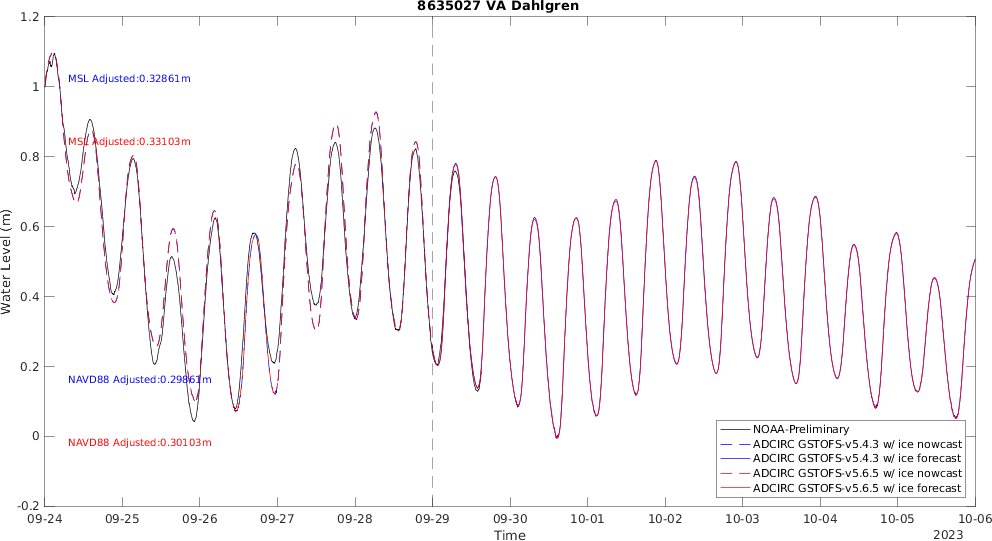 8635027 VA Dahlgren
1.2
1
0.8
0.6
0.4
0.2
0
-0.2
Water Level (m)
MSL Adjusted:0.32861m
MSL Adjusted:0.33103m
NAVD88 Adjusted:0.29861m
NAVD88 Adjusted:0.30103m
NOAA-Preliminary
ADCIRC GSTOFS-v5.4.3 w/ ice nowcast
ADCIRC GSTOFS-v5.4.3 w/ ice forecast
ADCIRC GSTOFS-v5.6.5 w/ ice nowcast
ADCIRC GSTOFS-v5.6.5 w/ ice forecast
09-24 09-25 09-26 09-27 09-28 09-29 09-30 10-01 10-02 10-03 10-04 10-05 10-06
Time
2023